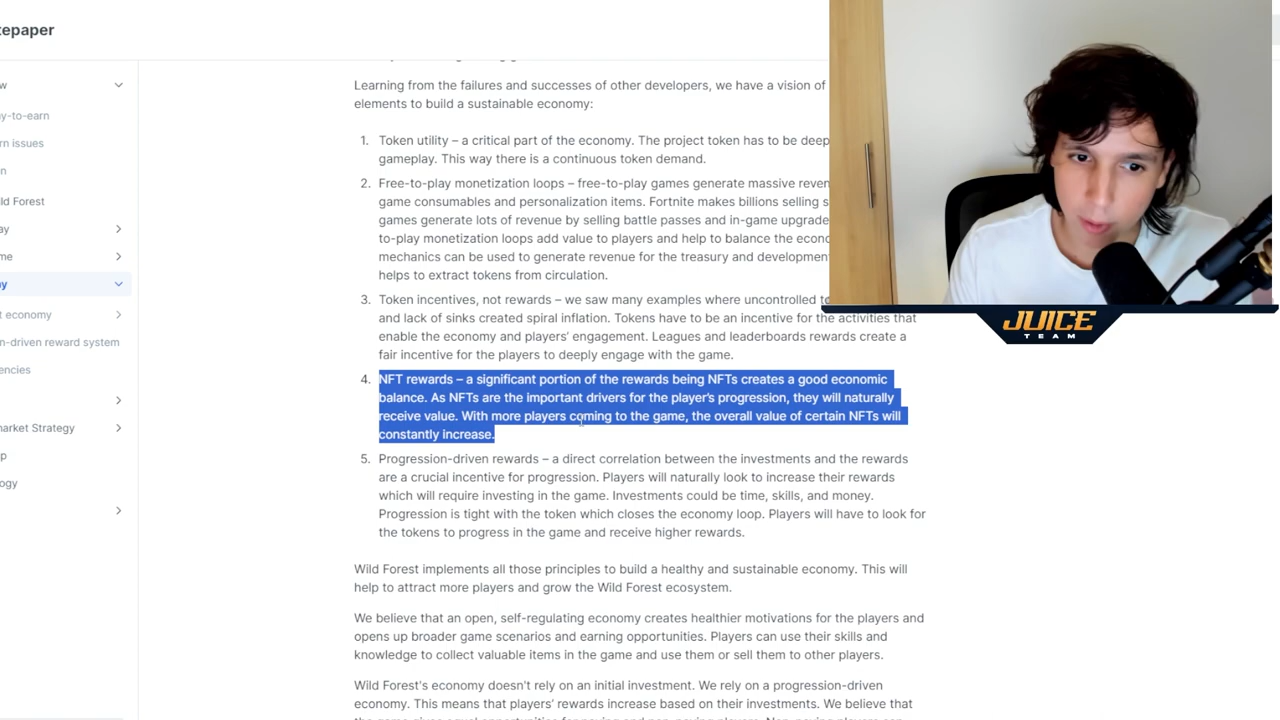 tepaper
w
y-to-earn
rn issues
n
ld Forest
ay
me
y
t economy
n-driven reward system
encies
narket Strategy
p
ogy
Learning from the failures and successes of other developers, we have a vision of
elements to build a sustainable economy:
1. Token utility – a critical part of the economy. The project token has to be deep
gameplay. This way there is a continuous token demand.
2. Free-to-play monetization loops – free-to-play games generate massive reven
game consumables and personalization items. Fortnite makes billions selling s
games generate lots of revenue by selling battle passes and in-game upgrade
to-play monetization loops add value to players and help to balance the econo
mechanics can be used to generate revenue for the treasury and development
helps to extract tokens from circulation.
3. Token incentives, not rewards – we saw many examples where uncontrolled to
and lack of sinks created spiral inflation. Tokens have to be an incentive for the activities that
enable the economy and players’ engagement. Leagues and leaderboards rewards create a
fair incentive for the players to deeply engage with the game.
4. NFT rewards – a significant portion of the rewards being NFTs creates a good economic
balance. As NFTs are the important drivers for the player’s progression, they will naturally
receive value. With more players coming to the game, the overall value of certain NFTs will
constantly increase.
5. Progression-driven rewards – a direct correlation between the investments and the rewards
are a crucial incentive for progression. Players will naturally look to increase their rewards
which will require investing in the game. Investments could be time, skills, and money.
Progression is tight with the token which closes the economy loop. Players will have to look for
the tokens to progress in the game and receive higher rewards.
Wild Forest implements all those principles to build a healthy and sustainable economy. This will
help to attract more players and grow the Wild Forest ecosystem.
We believe that an open, self-regulating economy creates healthier motivations for the players and
opens up broader game scenarios and earning opportunities. Players can use their skills and
knowledge to collect valuable items in the game and use them or sell them to other players.
Wild Forest's economy doesn't rely on an initial investment. We rely on a progression-driven
economy. This means that players’ rewards increase based on their investments. We believe that
JUICE
TEAM